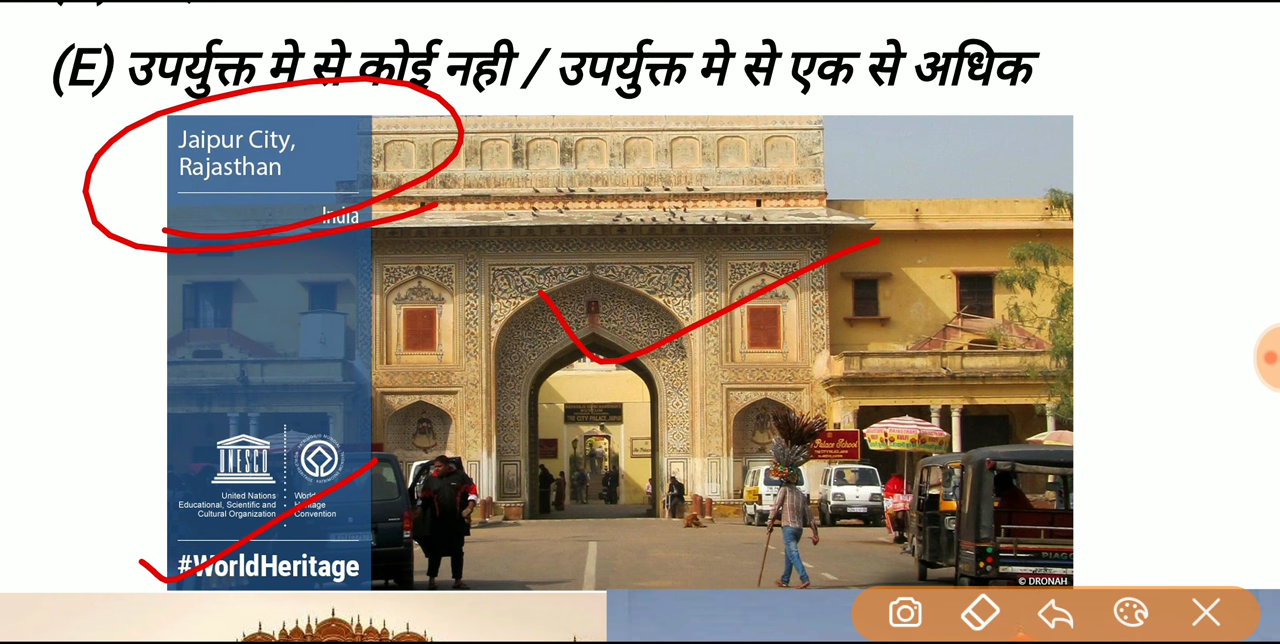 (E) उपर्युक्त मे से कोई नही / उपर्युक्त मे से एक से अधिक
Jaipur City,
Rajasthan
India
UNESCO
United Nations
Educational, Scientific and
Cultural Organization
World
Heritage
Convention
#WorldHeritage
THE CITY PALACE, JAIPUR
Palace School
PIAGGIO
© DRONAH